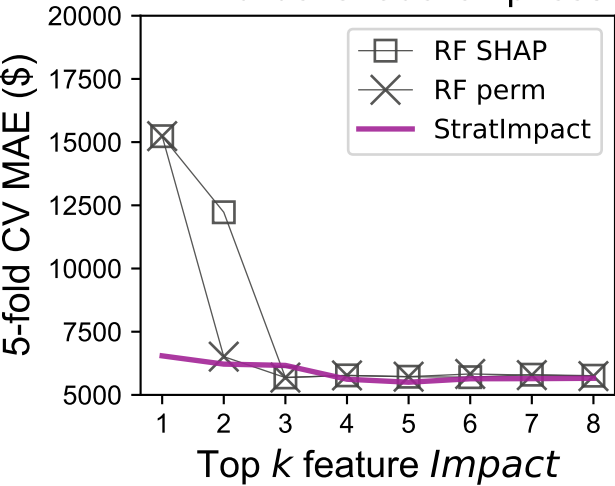 20000
17500
15000
12500
10000
7500
5000
5-fold CV MAE ($)
RF SHAP
RF perm
StratImpact
1 2 3 4 5 6 7 8
Top k feature Impact